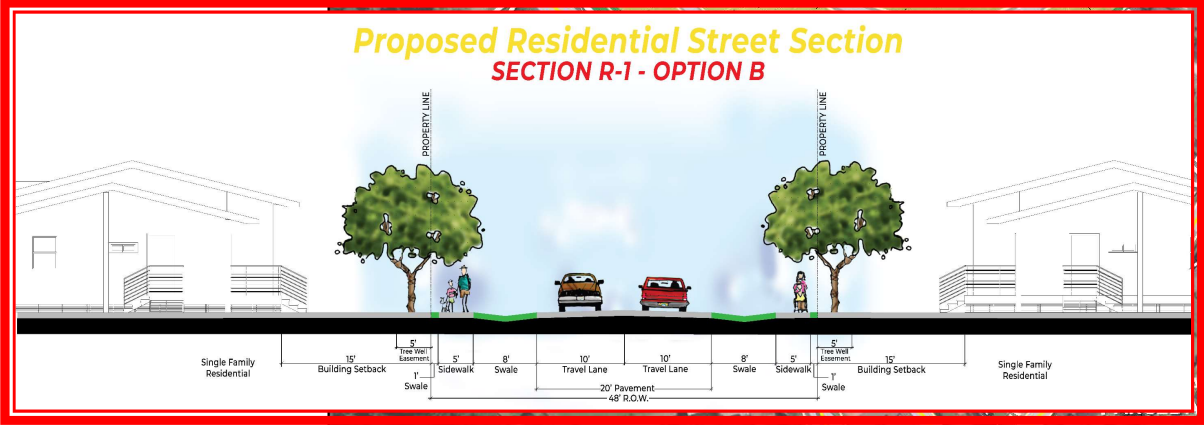 Proposed Residential Street Section
SECTION R-1 - OPTION B
PROPERTY LINE
PROPERTY LINE
Single Family
Residential
15'
Building Setback
5'
Tree Well
Easement
1'
Swale
5'
Sidewalk
8'
Swale
10'
Travel Lane
10'
Travel Lane
8'
Swale
5'
Sidewalk
1'
Swale
5'
Tree Well
Easement
15'
Building Setback
Single Family
Residential
20' Pavement
48' R.O.W.